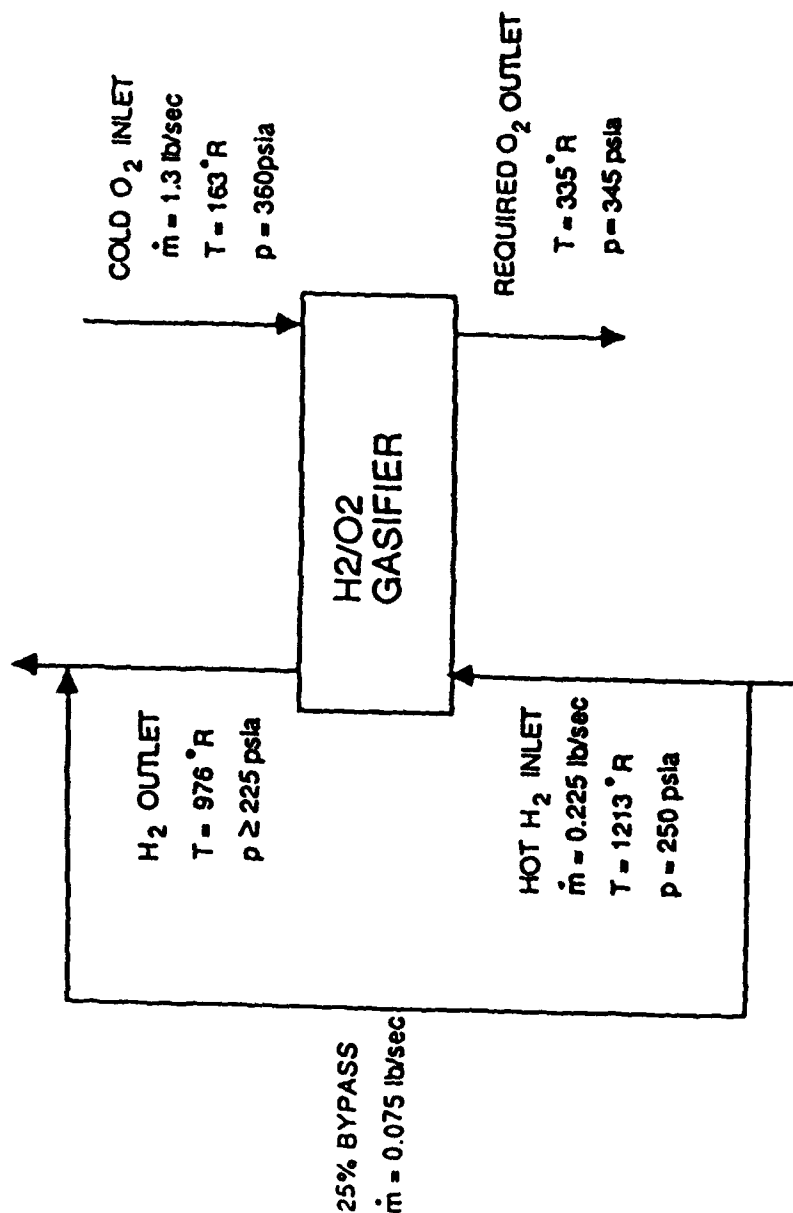 COLD O₂ INLET
ṁ = 1.3 lb/sec
T = 163°R
p = 360psia
REQUIRED O₂ OUTLET
T = 335°R
p = 345 psia
H2/O2
GASIFIER
H₂ OUTLET
T = 976°R
p ≥ 225 psia
HOT H₂ INLET
ṁ = 0.225 lb/sec
T = 1213°R
p = 250 psia
25% BYPASS
ṁ = 0.075 lb/sec